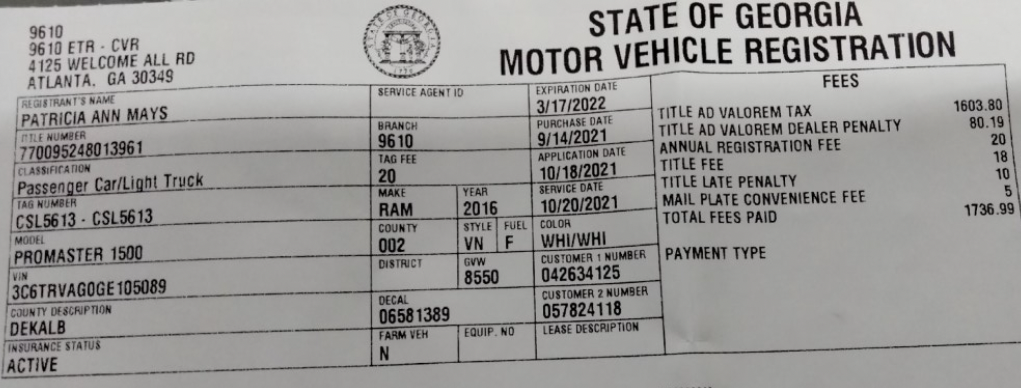 9610
9610 ETR - CVR
4125 WELCOME ALL RD
ATLANTA, GA 30349
STATE OF GEORGIA
MOTOR VEHICLE REGISTRATION
REGISTRANT'S NAME
PATRICIA ANN MAYS
TITLE NUMBER
770095248013961
CLASSIFICATION
Passenger Car/Light Truck
TAG NUMBER
CSL5613 - CSL5613
MODEL
PROMASTER 1500
VIN
3C6TRVAG0GE105089
COUNTY DESCRIPTION
DEKALB
INSURANCE STATUS
ACTIVE
SERVICE AGENT ID
BRANCH
9610
TAG FEE
20
MAKE YEAR
RAM 2016
COUNTY STYLE FUEL
002 VN F
DISTRICT GVW
8550
DECAL
06581389
FARM VEH EQUIP. NO
N
EXPIRATION DATE
3/17/2022
PURCHASE DATE
9/14/2021
APPLICATION DATE
10/18/2021
SERVICE DATE
10/20/2021
COLOR
WHI/WHI
CUSTOMER 1 NUMBER
042634125
CUSTOMER 2 NUMBER
057824118
LEASE DESCRIPTION
FEES
TITLE AD VALOREM TAX 1603.80
TITLE AD VALOREM DEALER PENALTY 80.19
ANNUAL REGISTRATION FEE 20
TITLE FEE 18
TITLE LATE PENALTY 10
MAIL PLATE CONVENIENCE FEE 5
TOTAL FEES PAID 1736.99
PAYMENT TYPE